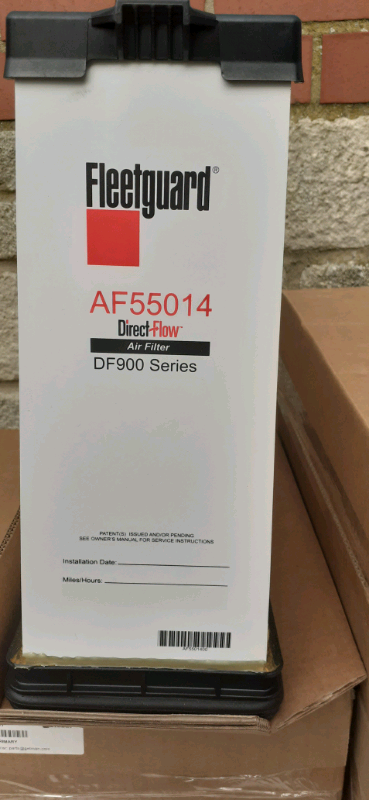 Fleetguard®
AF55014
Direct Flow™
Air Filter
DF900 Series
PATENT(S) ISSUED AND/OR PENDING
SEE OWNER'S MANUAL FOR SERVICE INSTRUCTIONS
Installation Date:
Miles/Hours: